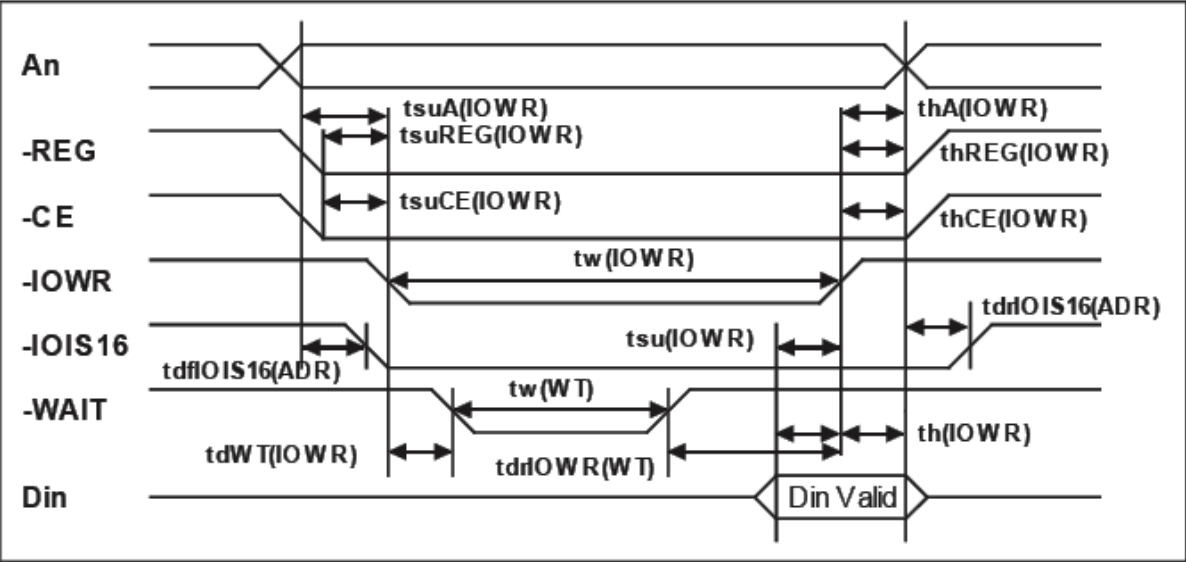 An
tsuA(IOWR)
thA(IOWR)
tsuREG(IOWR)
-REG
thREG(IOWR)
tsuCE(IOWR)
-CE
thCE(IOWR)
tw(IOWR)
-IOWR
tdrIOIS16(ADR)
tsu(IOWR)
-IOIS16
tdfIOIS16(ADR)
tw(WT)
-WAIT
th(IOWR)
tdWT(IOWR)
tdrIOWR(WT)
Din
Din Valid